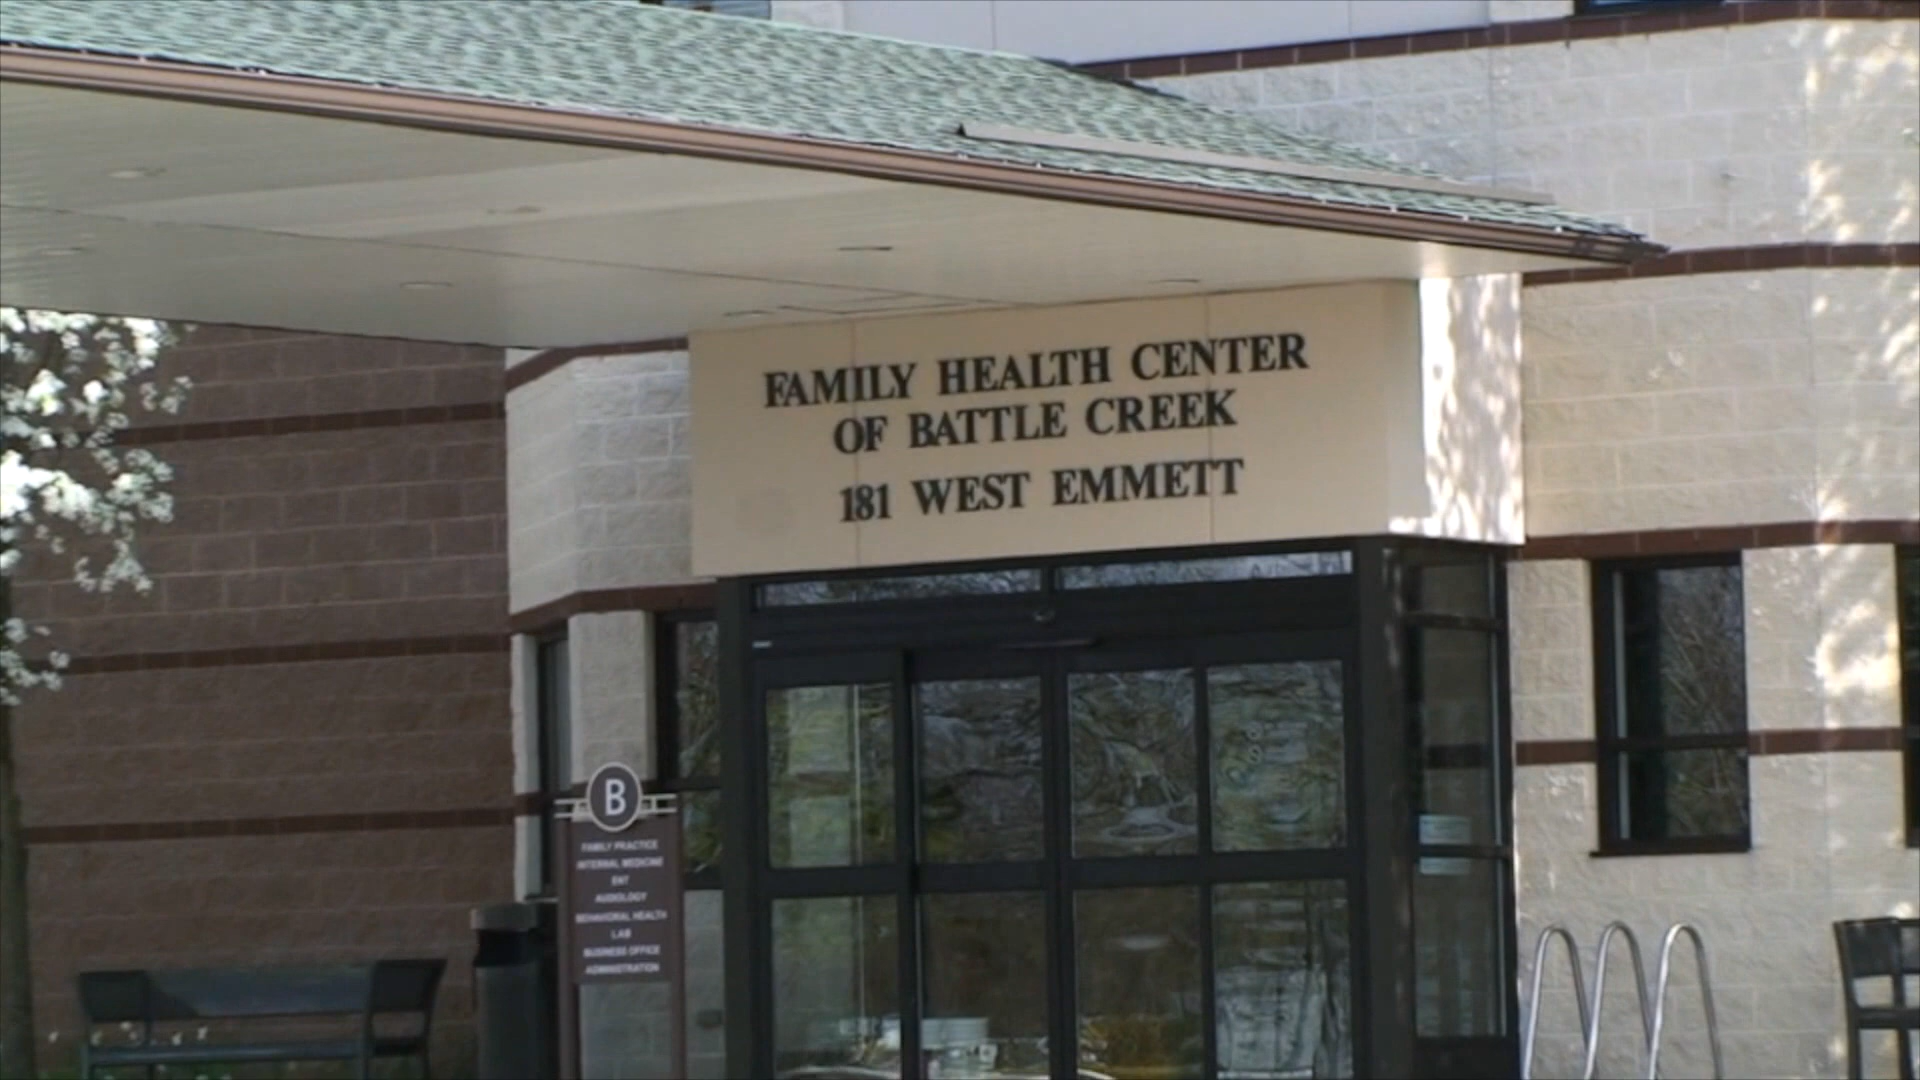 FAMILY HEALTH CENTER
OF BATTLE CREEK
181 WEST EMMETT
B
FAMILY PRACTICE
INTERNAL MEDICINE
ENT
AUDIOLOGY
BEHAVIORAL HEALTH
LAB
BUSINESS OFFICE
ADMINISTRATION